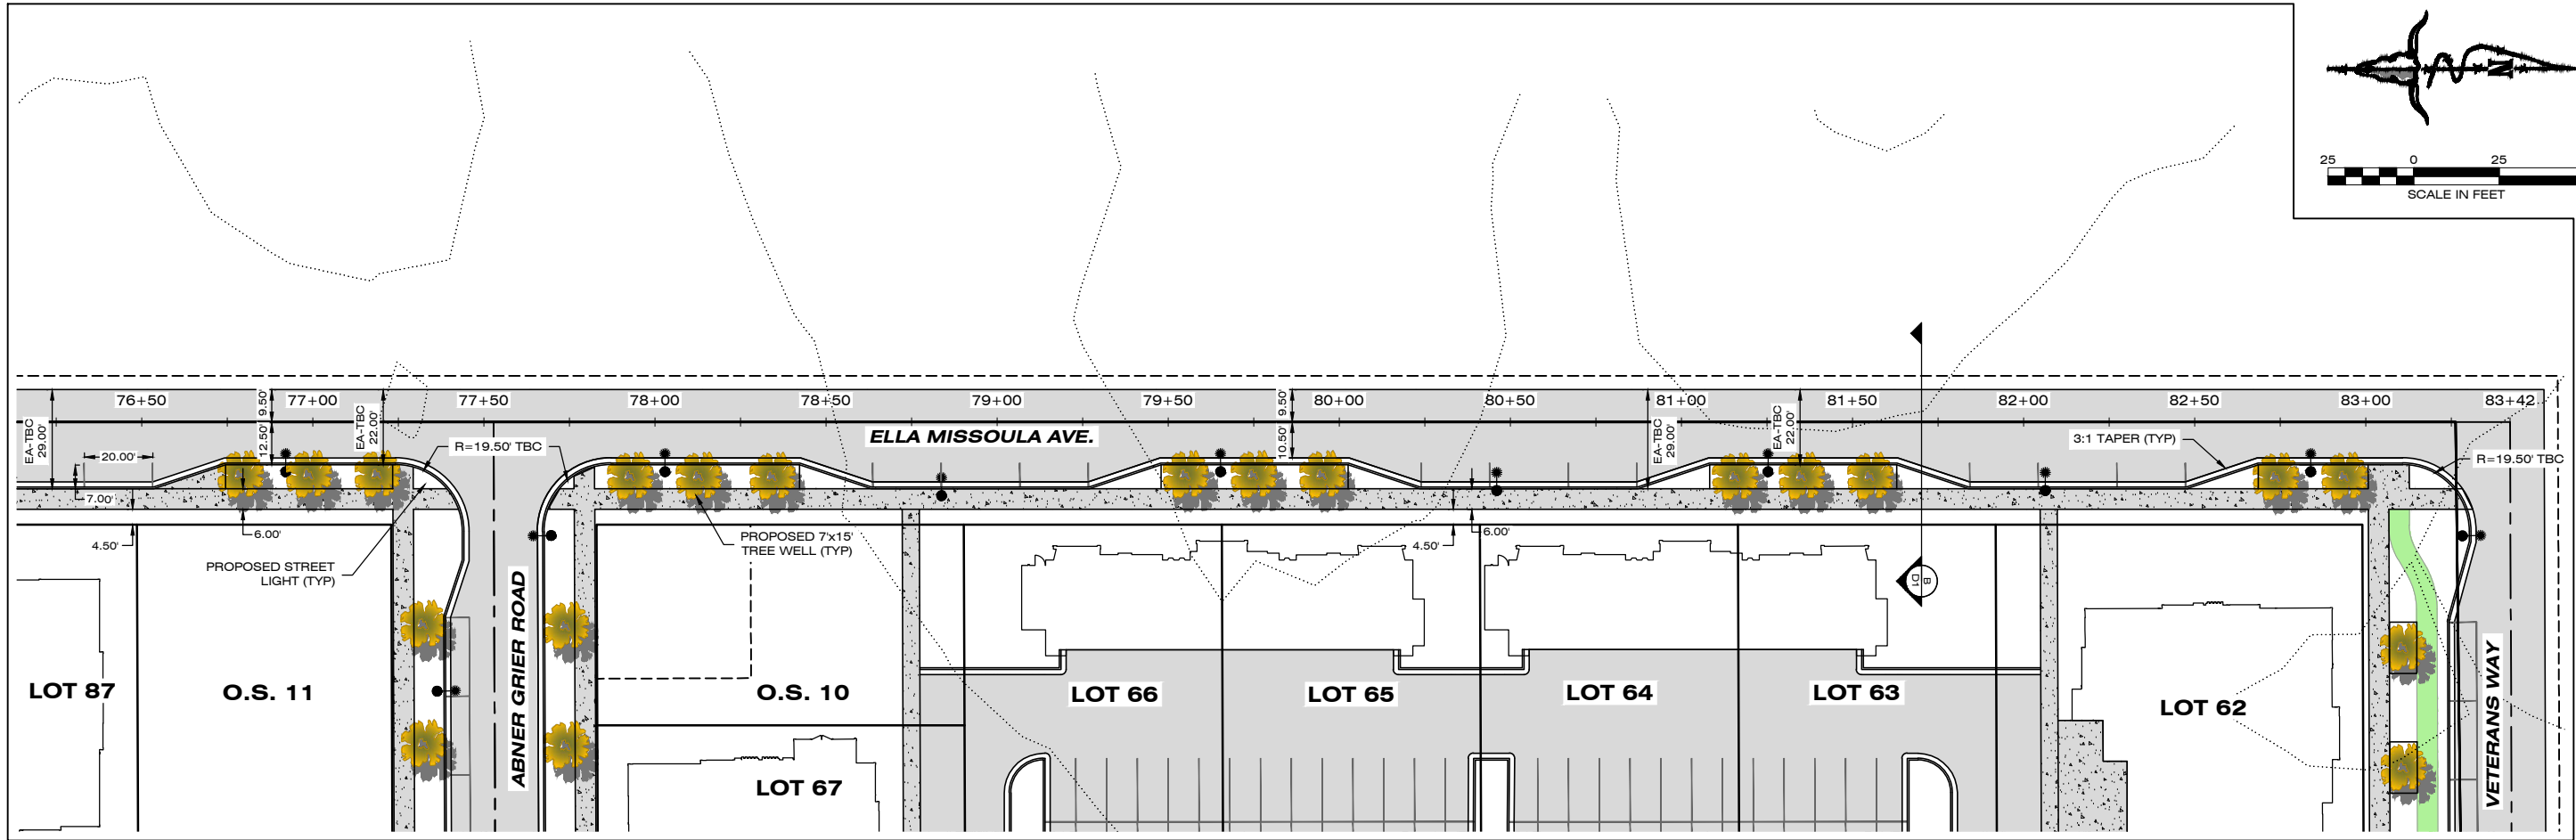 N
25 0 25
SCALE IN FEET
76+50 77+00 77+50 78+00 78+50 79+00 79+50 80+00 80+50 81+00 81+50 82+00 82+50 83+00 83+42
EA-TBC
29.00'
9.50'
12.50'
EA-TBC
22.00'
R=19.50' TBC
ELLA MISSOULA AVE.
9.50'
10.50'
EA-TBC
29.00'
EA-TBC
22.00'
3:1 TAPER (TYP)
R=19.50' TBC
20.00'
7.00'
4.50'
6.00'
PROPOSED STREET
LIGHT (TYP)
PROPOSED 7'x15'
TREE WELL (TYP)
4.50'
6.00'
B
D1
ABNER GRIER ROAD
VETERANS WAY
LOT 87
O.S. 11
O.S. 10
LOT 66
LOT 65
LOT 64
LOT 63
LOT 62
LOT 67